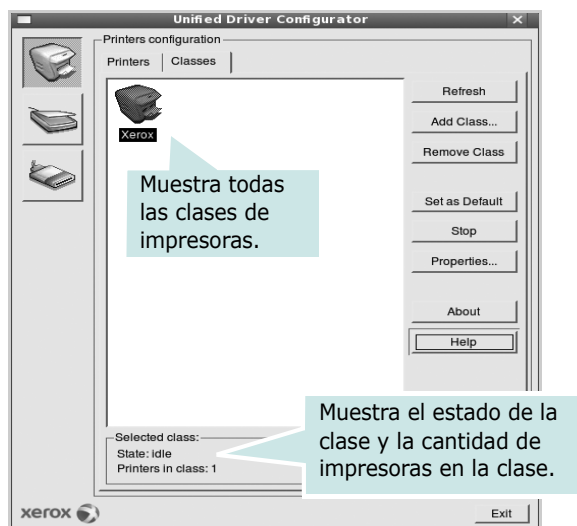 Unified Driver Configurator
Printers configuration
Printers Classes
Xerox
Refresh
Add Class...
Remove Class
Set as Default
Stop
Properties...
About
Help
Muestra todas
las clases de
impresoras.
Muestra el estado de la
clase y la cantidad de
impresoras en la clase.
Selected class:
State: idle
Printers in class: 1
xerox
Exit